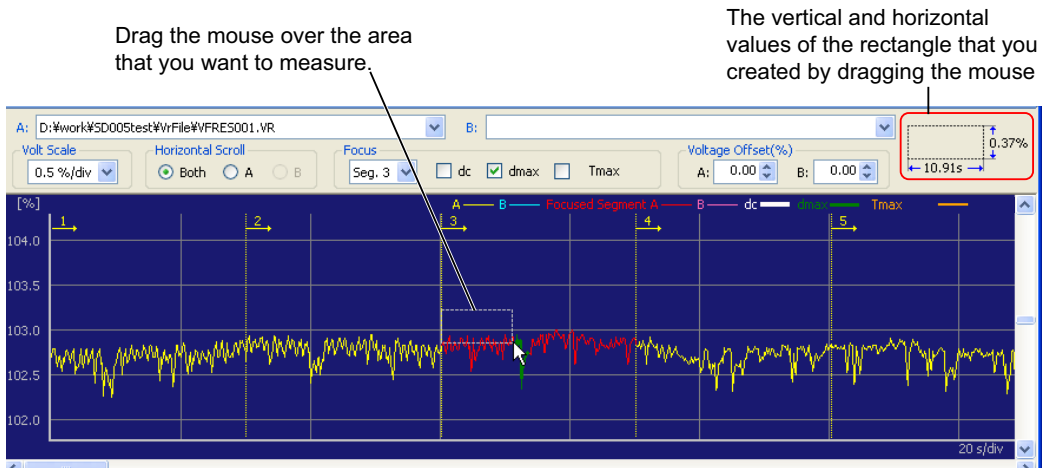 The vertical and horizontal
values of the rectangle that you
created by dragging the mouse
Drag the mouse over the area
that you want to measure.
A: D:¥work¥SD005test¥VrFile¥VFRES001.VR B:
0.37%
10.91s
Volt Scale Horizontal Scroll Focus Voltage Offset(%)
0.5 %/div Both A B Seg. 3 dc dmax Tmax A: 0.00 B: 0.00
[%] A B Focused Segment A B dc dmax Tmax
1 2 3 4 5
104.0
103.5
103.0
102.5
102.0
20 s/div